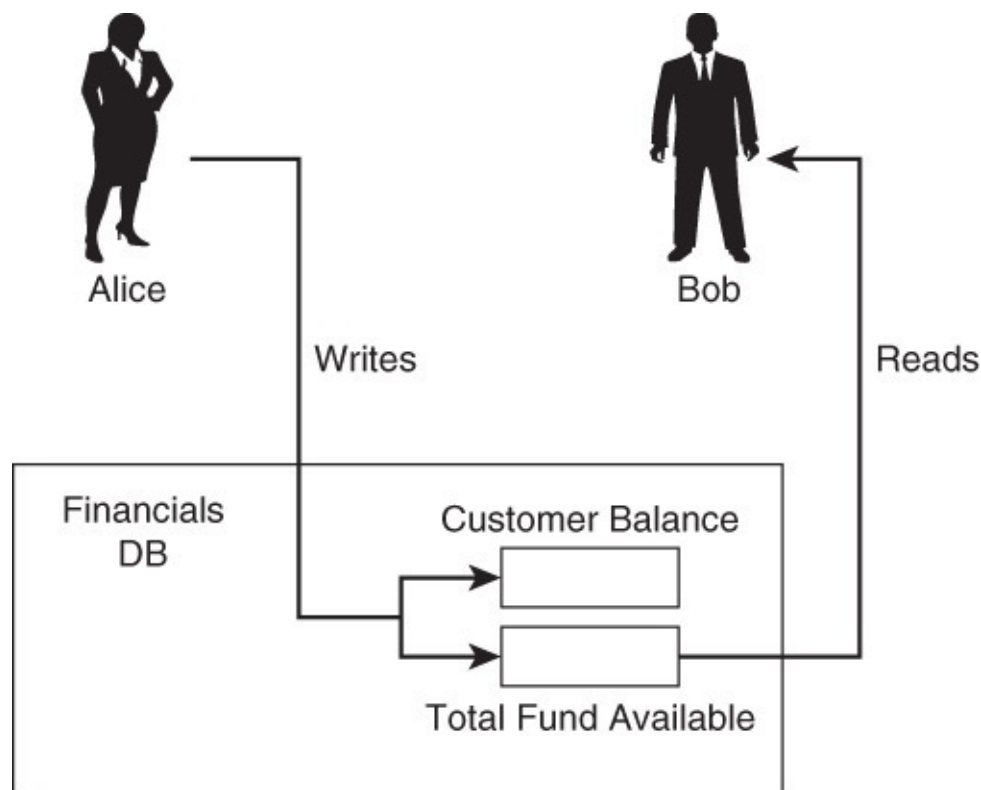 Alice
Bob
Writes
Reads
Financials
DB
Customer Balance
Total Fund Available